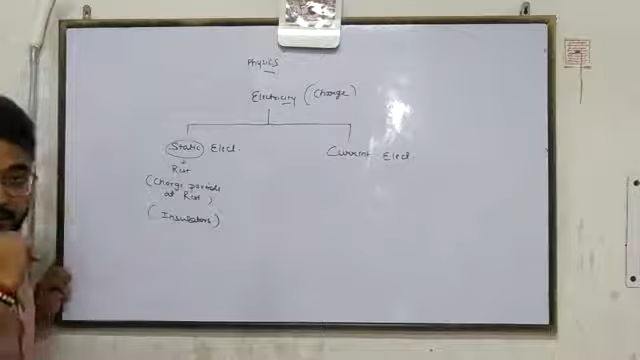 Physics
Electricity (Charge)
Static Elect.
Current Elect.
Rest
(Charge particle
at Rest)
(Insulators)